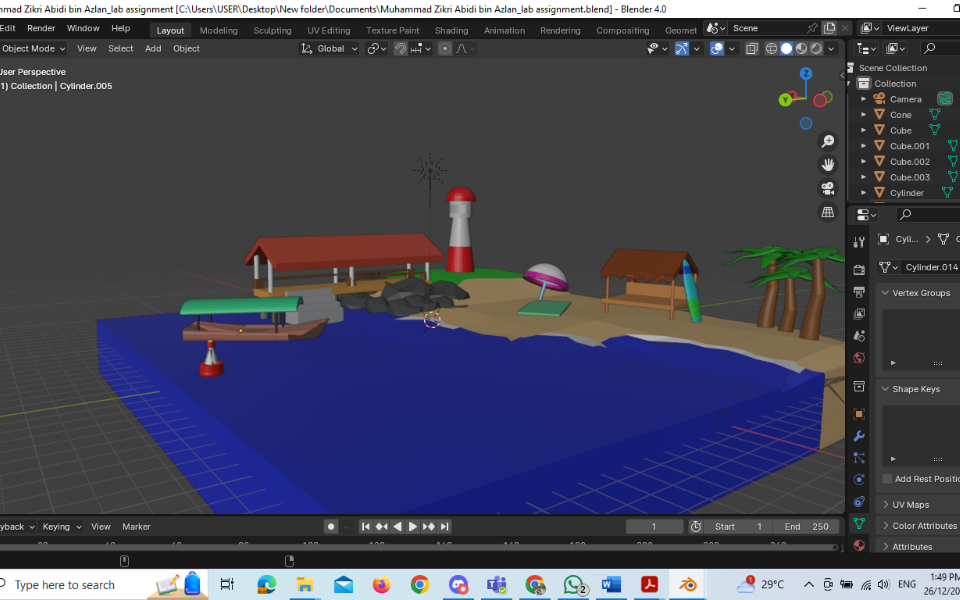 mmad Zikri Abidi bin Azlan_lab assignment [C:\Users\USER\Desktop\New folder\Documents\Muhammad Zikri Abidi bin Azlan_lab assignment.blend] - Blender 4.0
Edit Render Window Help Layout Modeling Sculpting UV Editing Texture Paint Shading Animation Rendering Compositing Geomet Scene ViewLayer
Object Mode View Select Add Object Global
User Perspective
1) Collection | Cylinder.005
Z
Y
Scene Collection
Collection
Camera
Cone
Cube
Cube.001
Cube.002
Cube.003
Cylinder
Cyli... > C
Cylinder.014
Vertex Groups
Shape Keys
Add Rest Positio
UV Maps
Color Attributes
Attributes
yback Keying View Marker 1 Start 1 End 250
Type here to search
2
29°C
ENG
1:49 PM
26/12/20